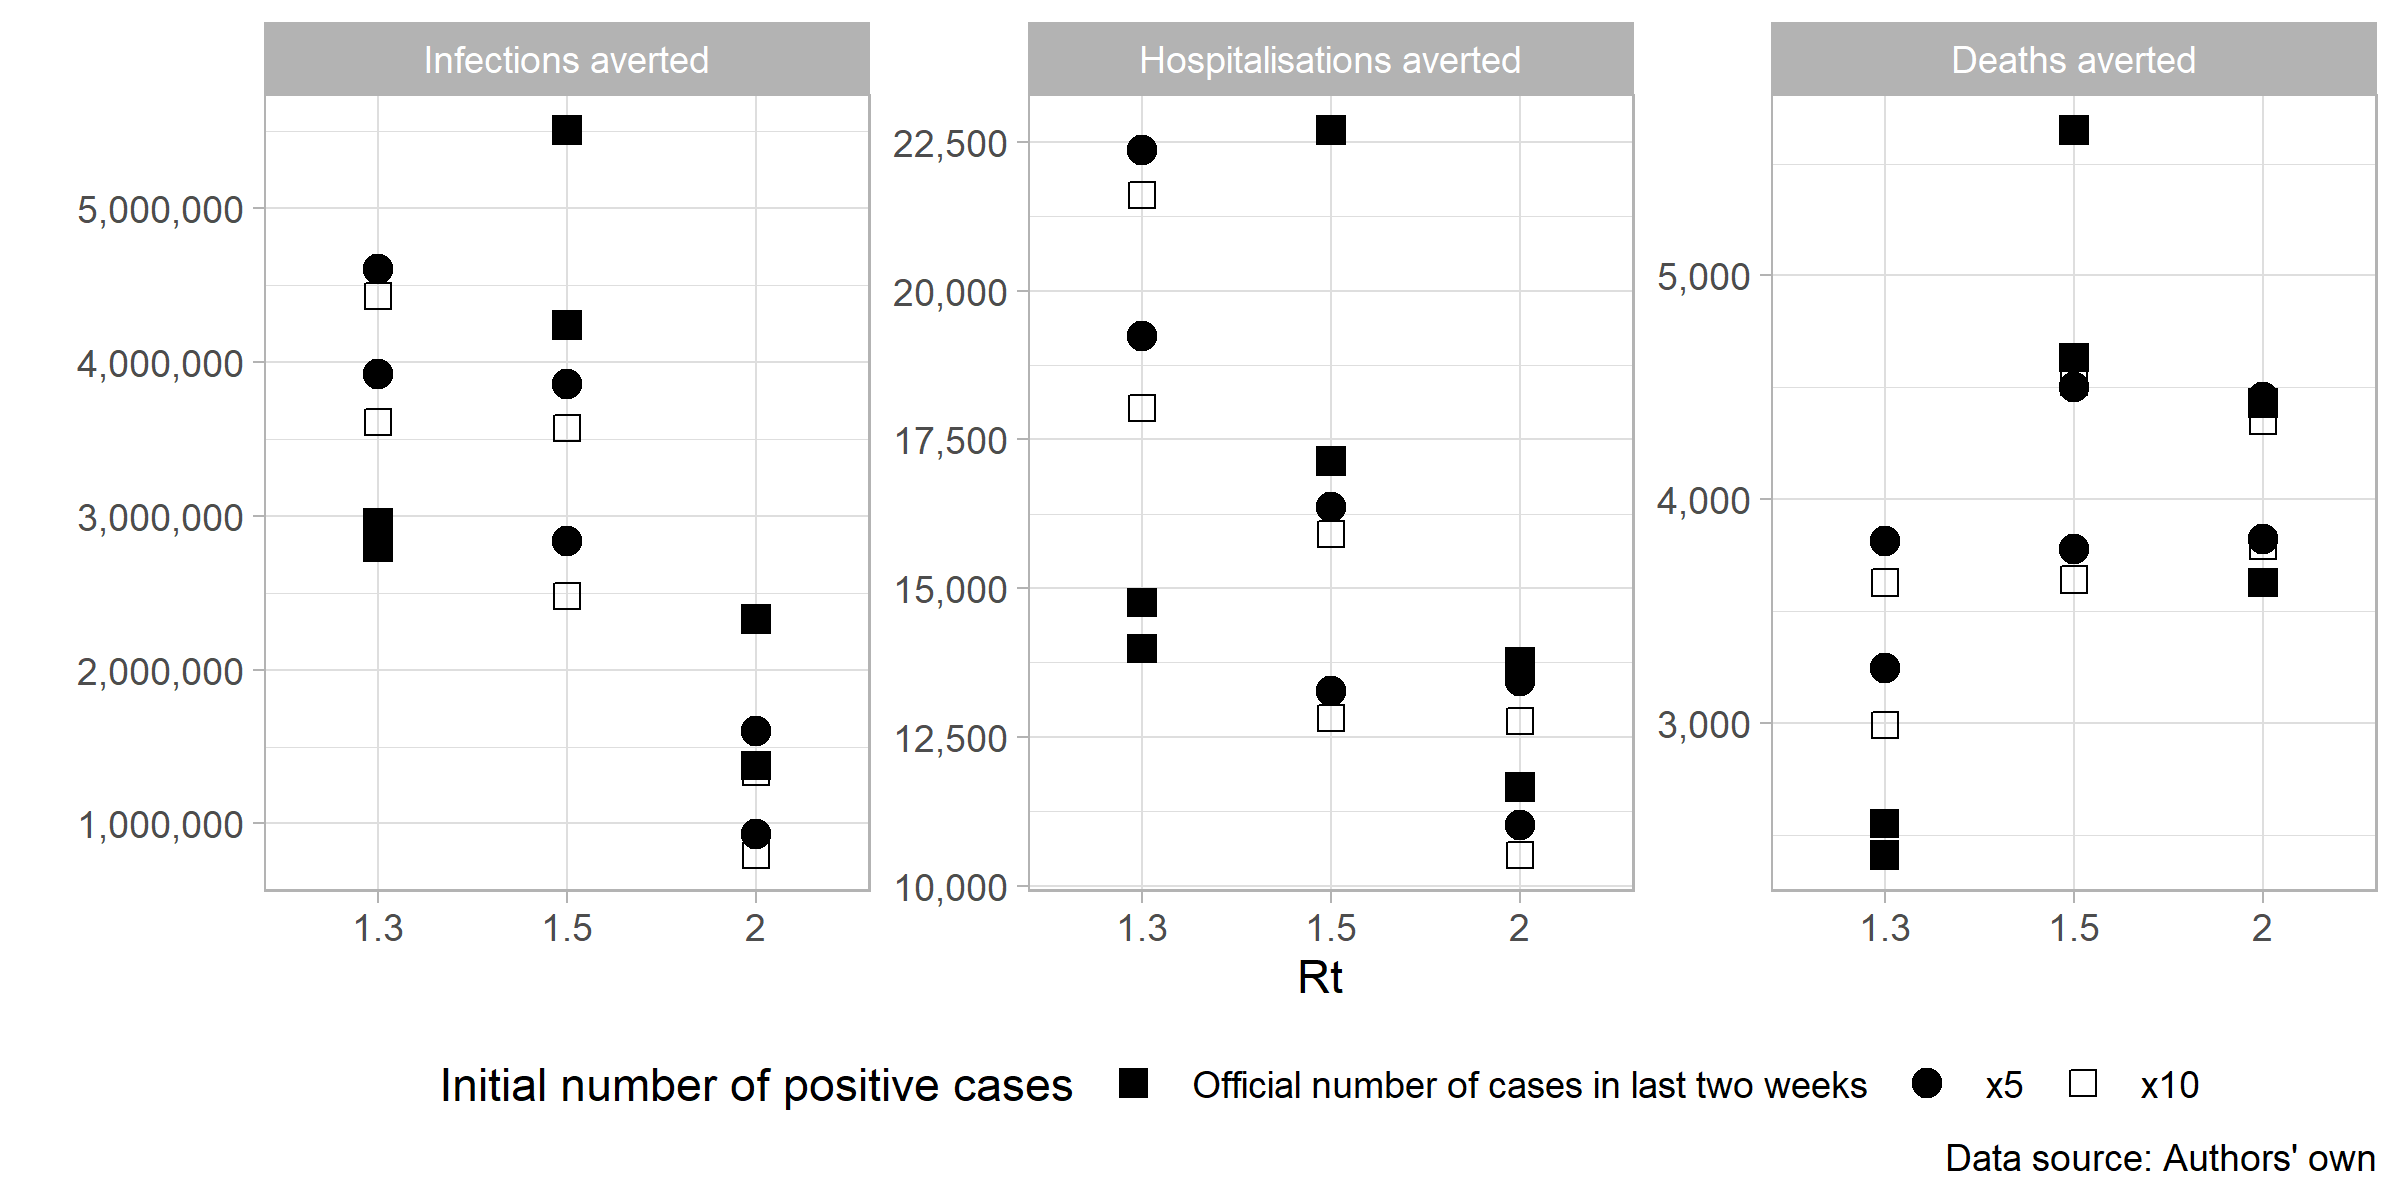 Infections averted
Hospitalisations averted
Deaths averted
5,000,000
4,000,000
3,000,000
2,000,000
1,000,000
1.3 1.5 2
22,500
20,000
17,500
15,000
12,500
10,000
1.3 1.5 2
5,000
4,000
3,000
1.3 1.5 2
Rt
Initial number of positive cases Official number of cases in last two weeks x5 x10
Data source: Authors' own